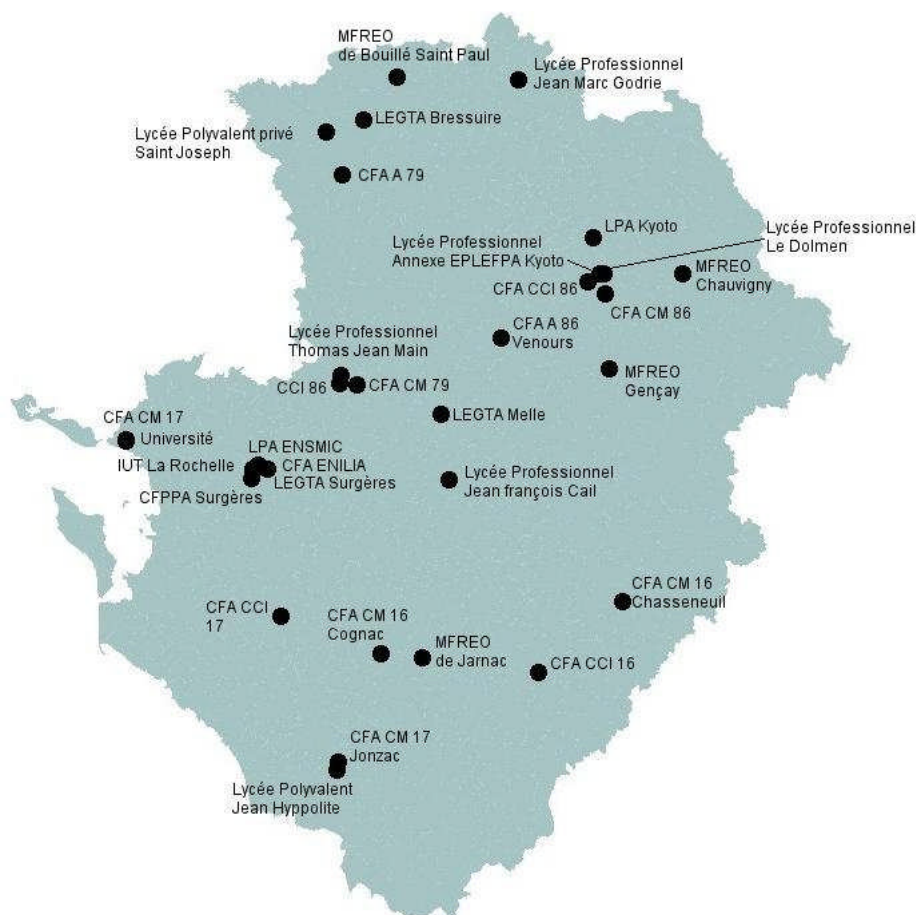 MFREO
de Bouillé Saint Paul
Lycée Professionnel
Jean Marc Godrie
LEGTA Bressuire
Lycée Polyvalent privé
Saint Joseph
CFA A 79
LPA Kyoto
Lycée Professionnel
Le Dolmen
Lycée Professionnel
Annexe EPLEFPA Kyoto
MFREO
Chauvigny
CFA CCI 86
CFA CM 86
CFA A 86
Venours
Lycée Professionnel
Thomas Jean Main
MFREO
Gençay
CCI 86
CFA CM 79
LEGTA Melle
CFA CM 17
Université
LPA ENSMIC
IUT La Rochelle
CFA ENILIA
LEGTA Surgères
CFPPA Surgères
Lycée Professionnel
Jean françois Cail
CFA CM 16
Chasseneuil
CFA CCI
17
CFA CM 16
Cognac
MFREO
de Jarnac
CFA CCI 16
CFA CM 17
Jonzac
Lycée Polyvalent
Jean Hyppolite